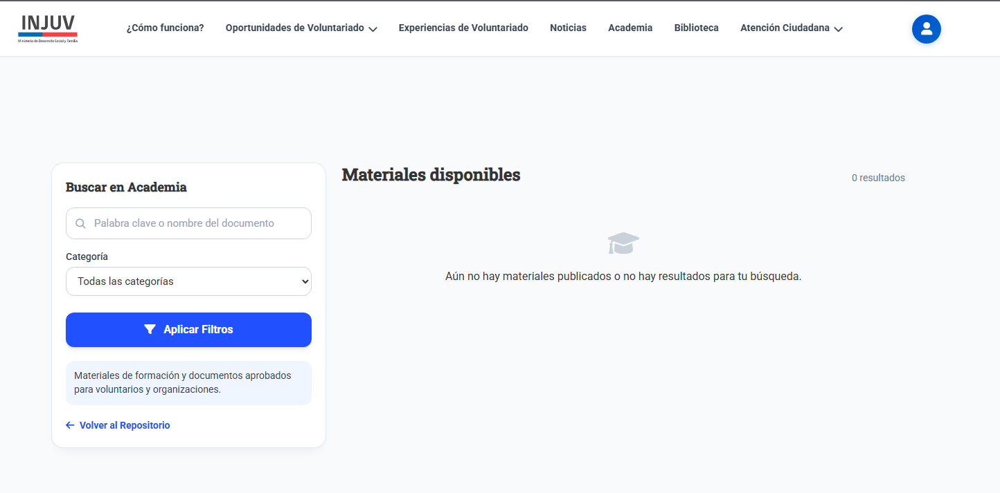 INJUV
Ministerio de Desarrollo Social y Familia
¿Cómo funciona?
Oportunidades de Voluntariado
Experiencias de Voluntariado
Noticias
Academia
Biblioteca
Atención Ciudadana
Buscar en Academia
Palabra clave o nombre del documento
Categoría
Todas las categorías
Aplicar Filtros
Materiales de formación y documentos aprobados
para voluntarios y organizaciones.
Volver al Repositorio
Materiales disponibles
0 resultados
Aún no hay materiales publicados o no hay resultados para tu búsqueda.